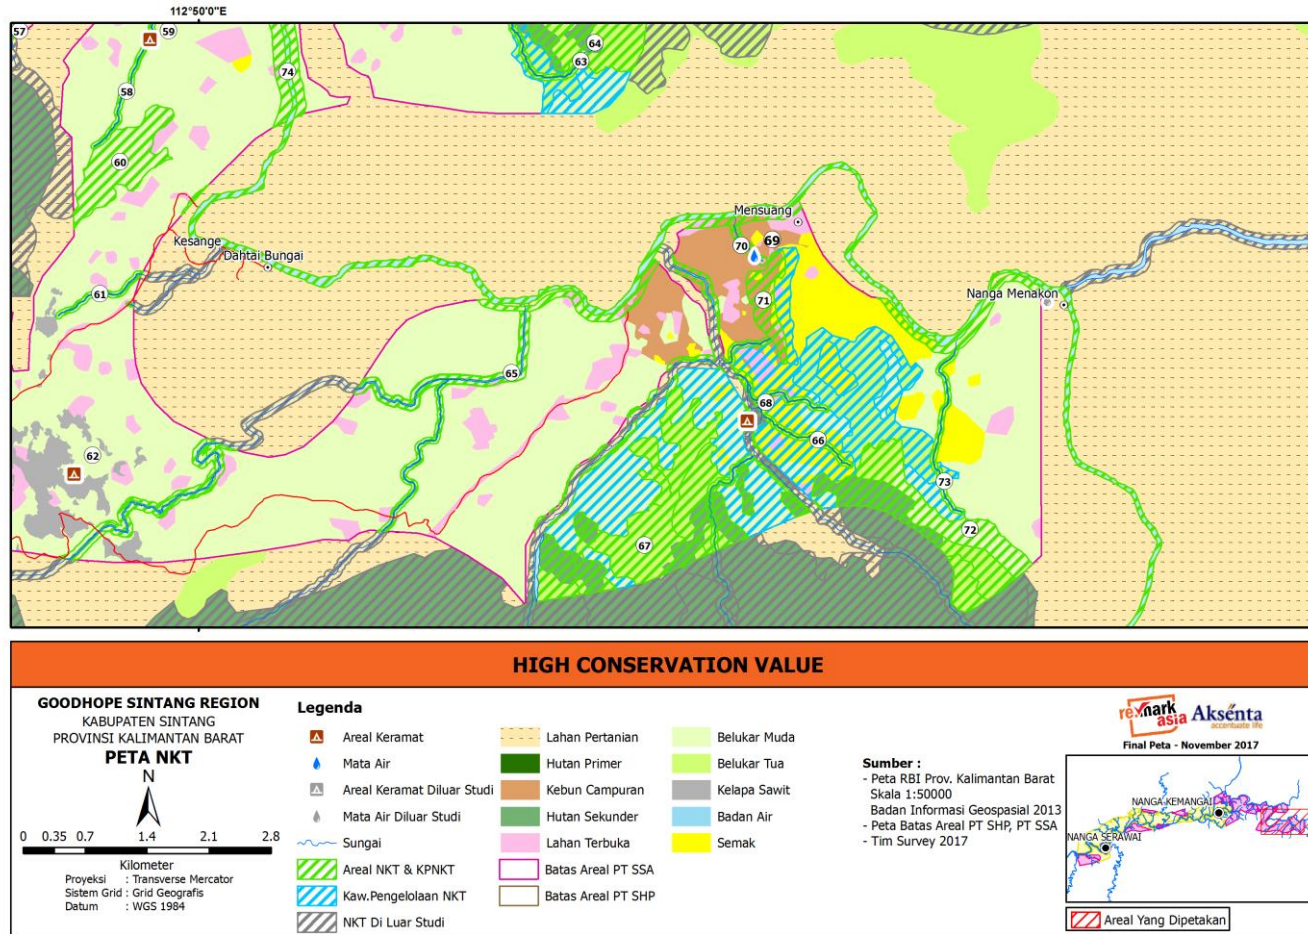 112°50'0"E
57
59
58
74
60
64
63
Kesange
Dahtai Bungai
61
62
65
Mensuang
70
69
71
Nanga Menakon
68
66
73
72
67
HIGH CONSERVATION VALUE
GOODHOPE SINTANG REGION
KABUPATEN SINTANG
PROVINSI KALIMANTAN BARAT
PETA NKT
N
0 0.35 0.7 1.4 2.1 2.8
Kilometer
Proyeksi : Transverse Mercator
Sistem Grid : Grid Geografis
Datum : WGS 1984
Legenda
Areal Keramat
Mata Air
Areal Keramat Diluar Studi
Mata Air Diluar Studi
Sungai
Areal NKT & KPNKT
Kaw.Pengelolaan NKT
NKT Di Luar Studi
Lahan Pertanian
Hutan Primer
Kebun Campuran
Hutan Sekunder
Lahan Terbuka
Batas Areal PT SSA
Batas Areal PT SHP
Belukar Muda
Belukar Tua
Kelapa Sawit
Badan Air
Semak
Sumber :
- Peta RBI Prov. Kalimantan Barat
Skala 1:50000
Badan Informasi Geospasial 2013
- Peta Batas Areal PT SHP, PT SSA
- Tim Survey 2017
remark asia
Aksenta
accentuate life
Final Peta - November 2017
NANGA KEMANGAI
NANGA SERAWAI
Areal Yang Dipetakan